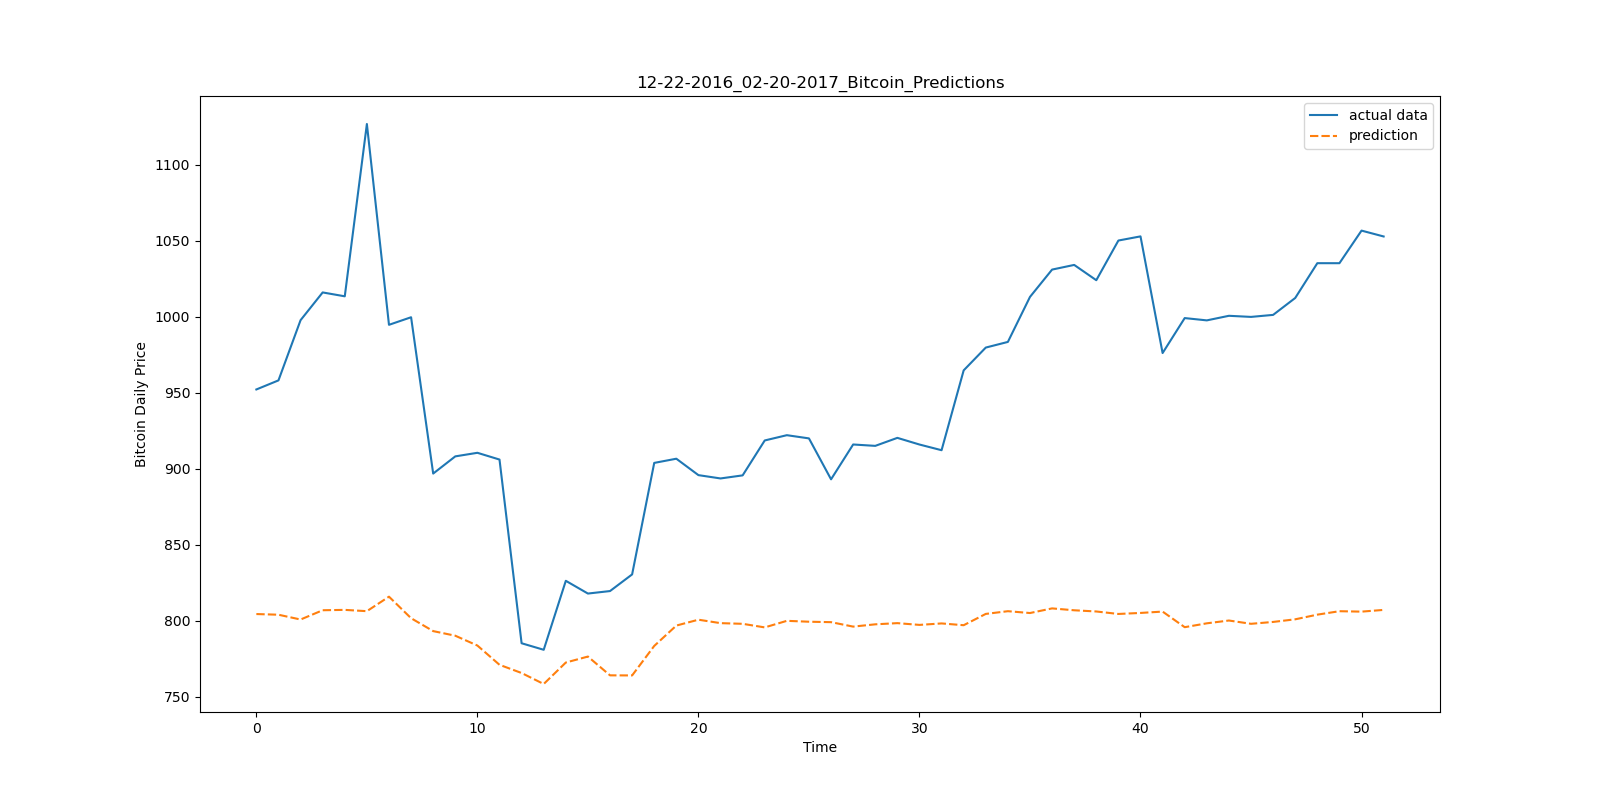 12-22-2016_02-20-2017_Bitcoin_Predictions
actual data
prediction
Bitcoin Daily Price
1100
1050
1000
950
900
850
800
750
0 10 20 30 40 50
Time